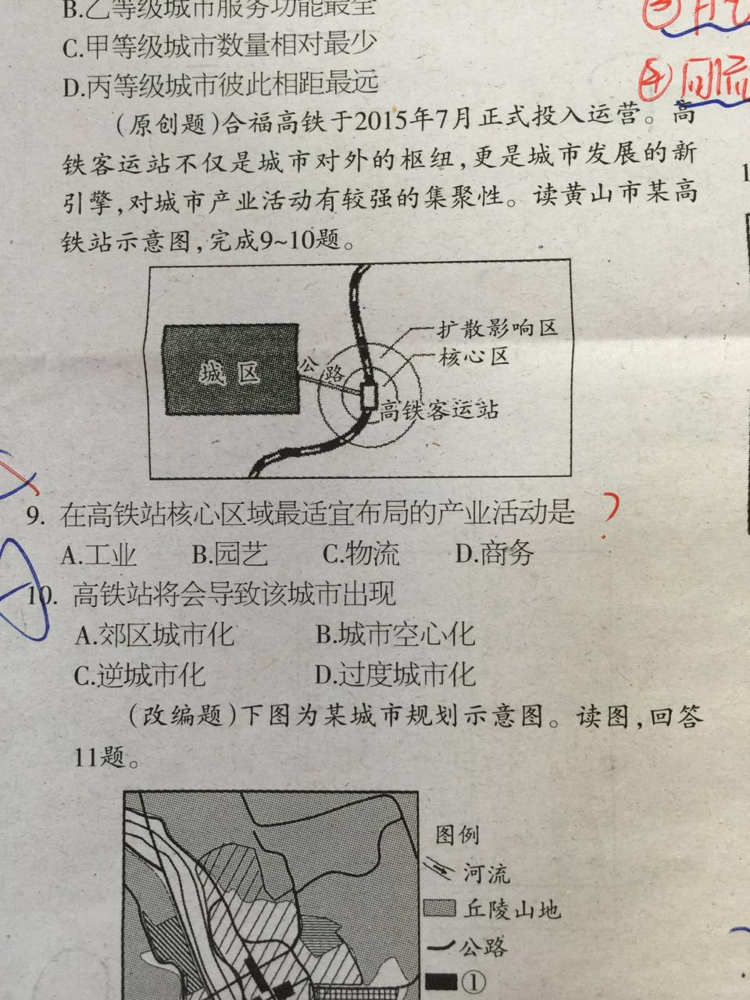 B.乙等级城市服务功能最全
C.甲等级城市数量相对最少
D.丙等级城市彼此相距最远
④回流
(原创题)合福高铁于2015年7月正式投入运营。高
铁客运站不仅是城市对外的枢纽,更是城市发展的新
引擎,对城市产业活动有较强的集聚性。读黄山市某高
铁站示意图,完成9~10题。
扩散影响区
核心区
城区
公路
高铁客运站
9. 在高铁站核心区域最适宜布局的产业活动是 ?
A.工业 B.园艺 C.物流 D.商务
10. 高铁站将会导致该城市出现
A.郊区城市化 B.城市空心化
C.逆城市化 D.过度城市化
(改编题)下图为某城市规划示意图。读图,回答
11题。
图例
河流
丘陵山地
公路
①